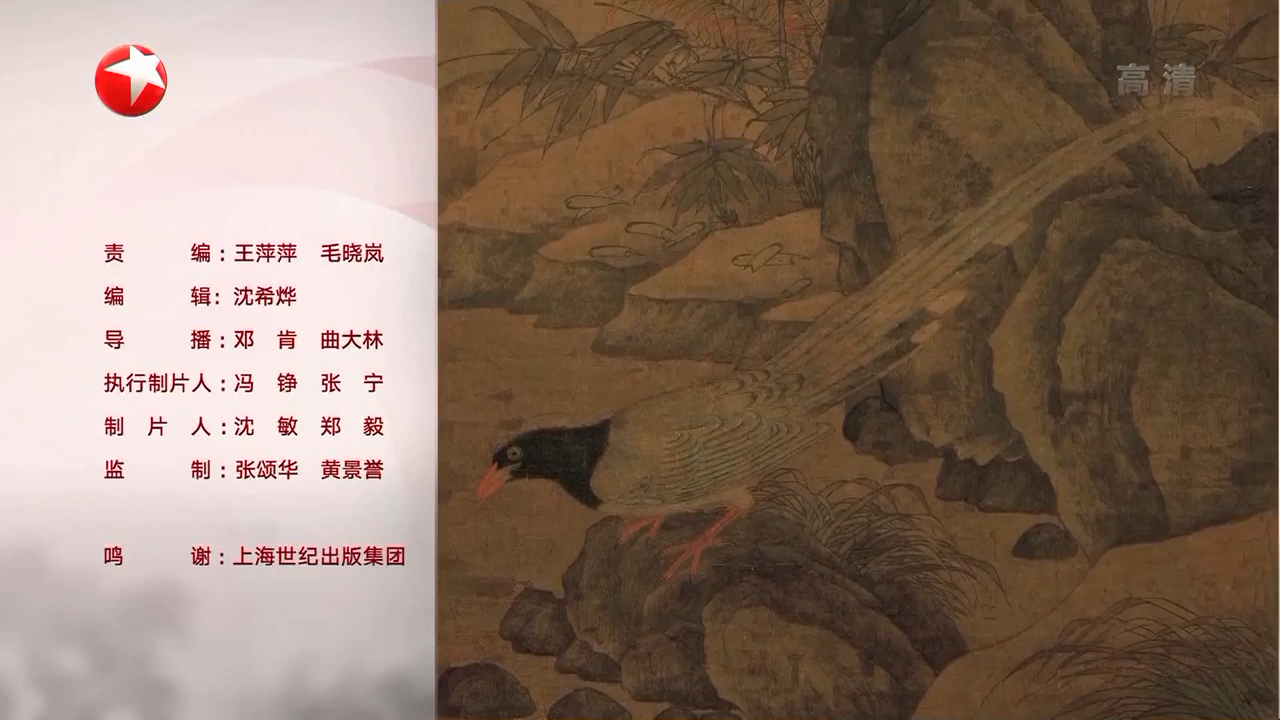 高清
责编：王萍萍 毛晓岚
编辑：沈希烨
导播：邓肯 曲大林
执行制片人：冯铮 张宁
制片人：沈敏 郑毅
监制：张颂华 黄景誉
鸣谢：上海世纪出版集团